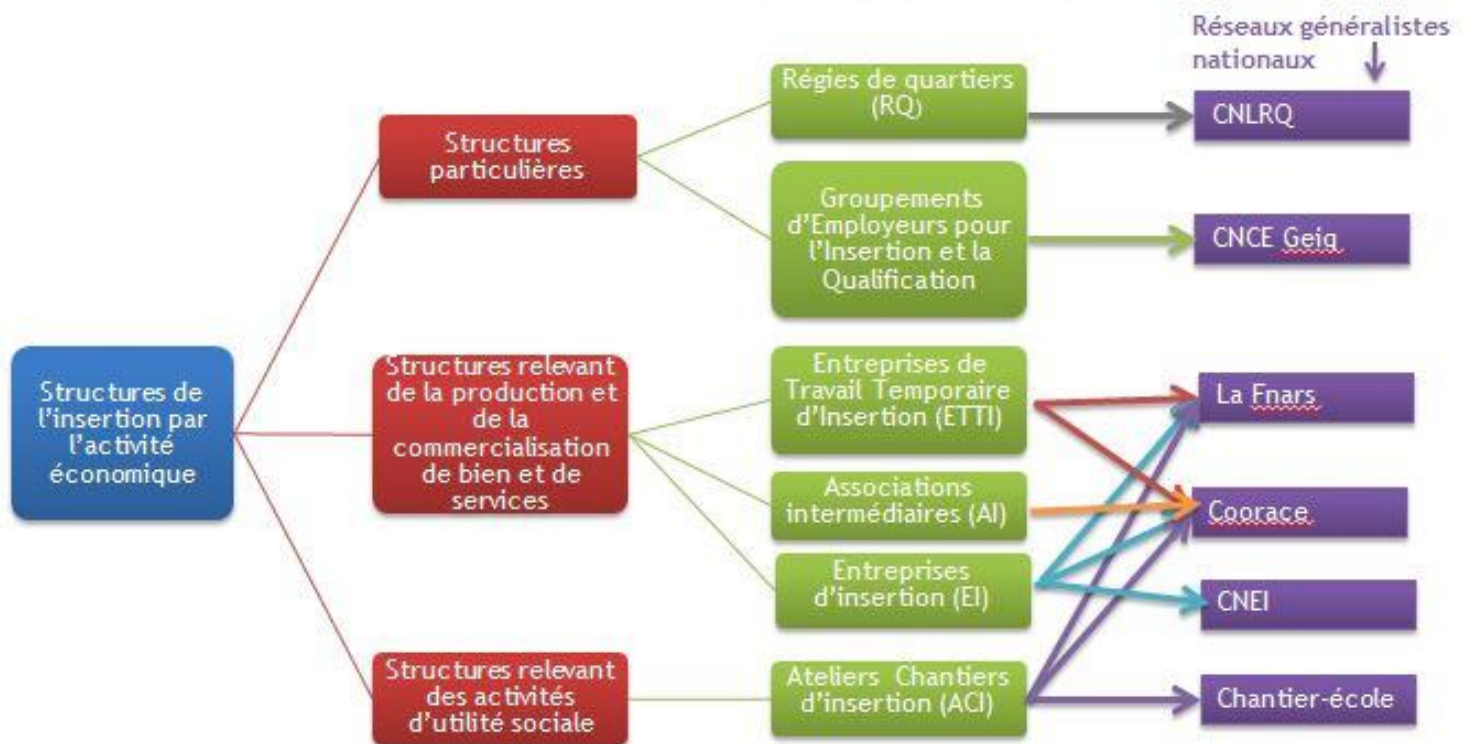 Réseaux généralistes
nationaux
Régies de quartiers
(RQ)
CNLRQ
Structures
particulières
Groupements
d'Employeurs pour
l'Insertion et la
Qualification
CNCE Geiq
Structures de
l'insertion par
l'activité
économique
Structures relevant
de la production et
de la
commercialisation
de bien et de
services
Entreprises de
Travail Temporaire
d'Insertion (ETTI)
La Fnars
Associations
intermédiaires (AI)
Coorace
Entreprises
d'insertion (EI)
CNEI
Structures relevant
des activités
d'utilité sociale
Ateliers Chantiers
d'insertion (ACI)
Chantier-école